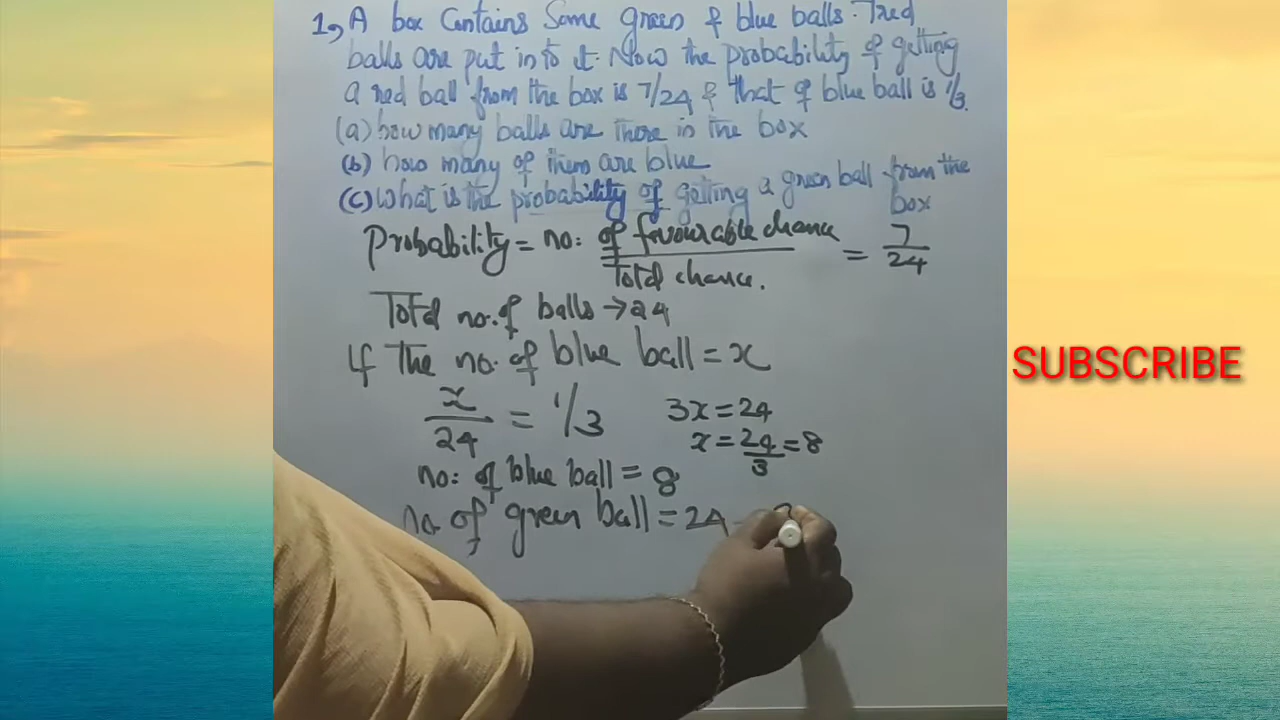 1, A box Contains Some green & blue balls. 7 red
balls are put in to it. Now the probability of getting
a red ball from the box is 7/24 & that of blue ball is 1/3.
(a) how many balls are there in the box
(b) how many of them are blue
(c) What is the probability of getting a green ball from the
box
Probability = no: of favourable chance / Total chance. = 7/24
Total no. of balls → 24
If the no. of blue ball = x
x/24 = 1/3 3x = 24
x = 24/3 = 8
no: of blue ball = 8
no of green ball = 24 -
SUBSCRIBE